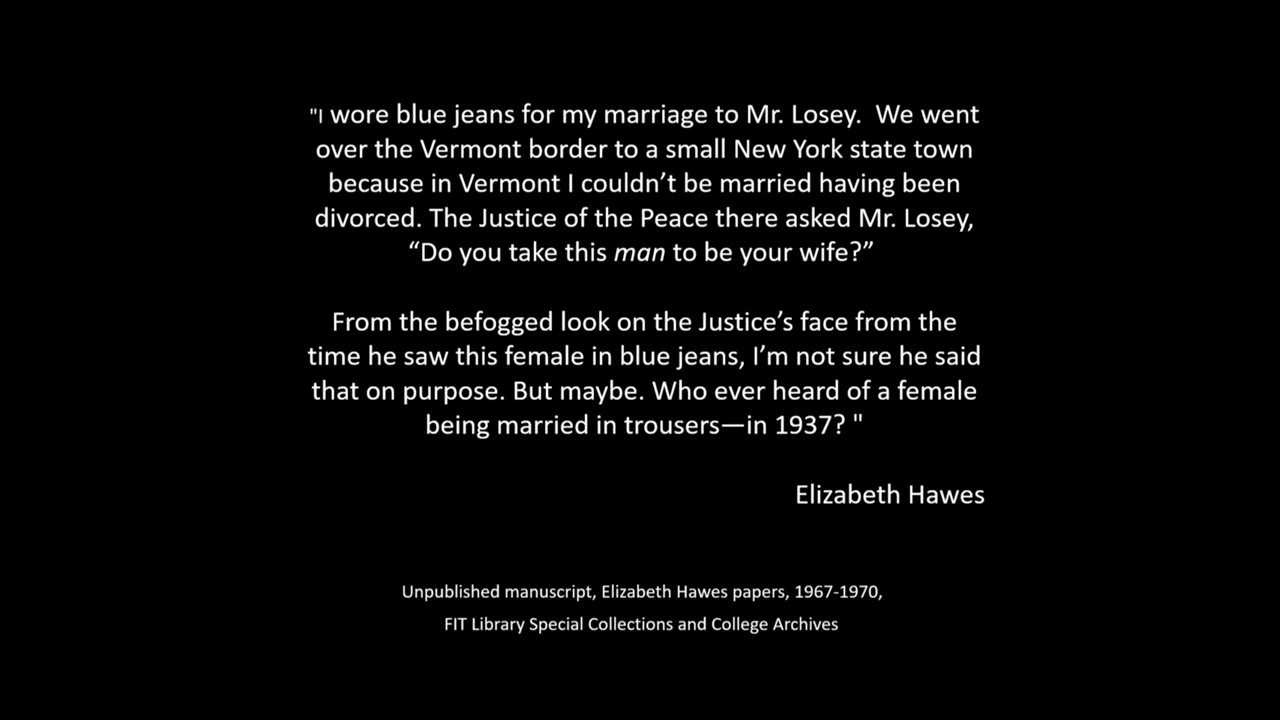 "I wore blue jeans for my marriage to Mr. Losey.  We went
over the Vermont border to a small New York state town
because in Vermont I couldn’t be married having been
divorced. The Justice of the Peace there asked Mr. Losey,
“Do you take this man to be your wife?”
From the befogged look on the Justice’s face from the
time he saw this female in blue jeans, I’m not sure he said
that on purpose. But maybe. Who ever heard of a female
being married in trousers—in 1937? "
Elizabeth Hawes
Unpublished manuscript, Elizabeth Hawes papers, 1967-1970,
FIT Library Special Collections and College Archives